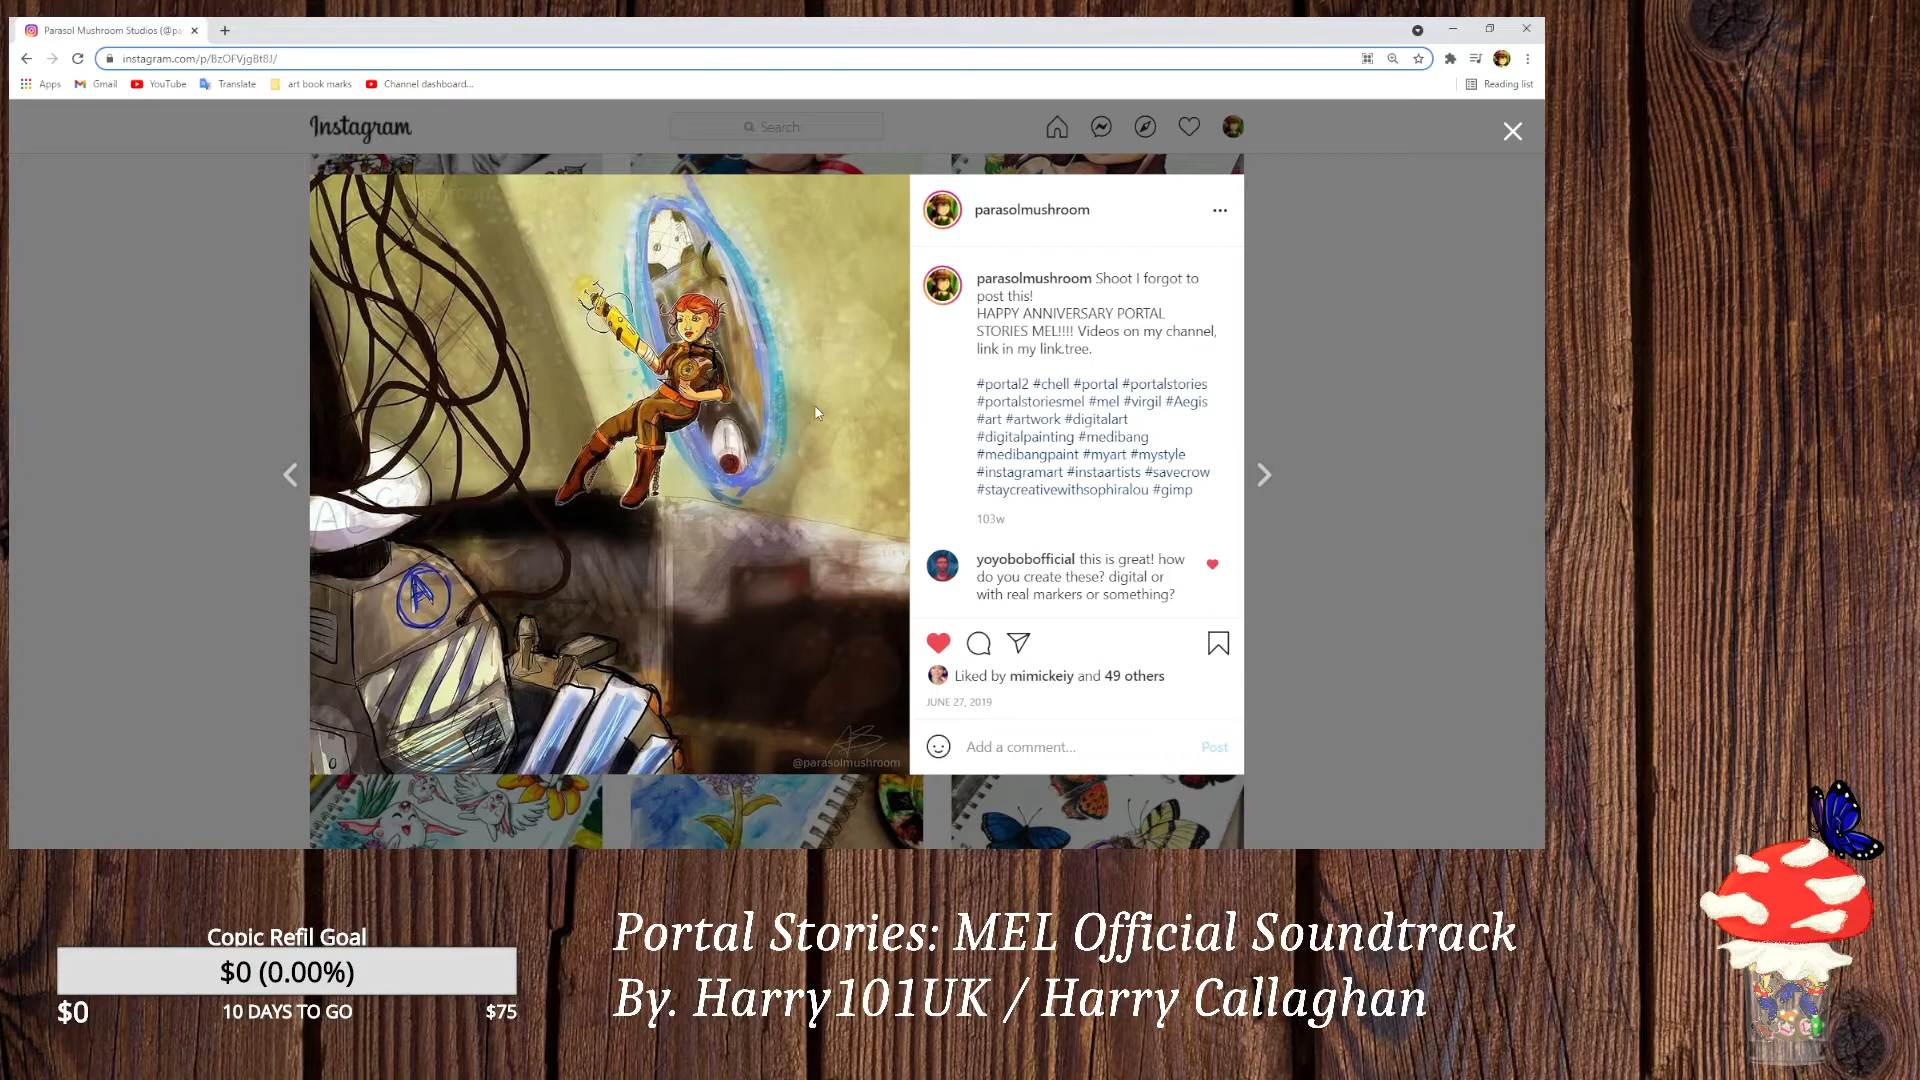 Parasol Mushroom Studios (@pa
instagram.com/p/BzOFVjgBt8J/
Apps
Gmail
YouTube
Translate
art book marks
Channel dashboard...
Reading list
Instagram
Search
parasolmushroom
parasolmushroom Shoot I forgot to
post this!
HAPPY ANNIVERSARY PORTAL
STORIES MEL!!!! Videos on my channel,
link in my link.tree.
#portal2 #chell #portal #portalstories
#portalstoriesmel #mel #virgil #Aegis
#art #artwork #digitalart
#digitalpainting #medibang
#medibangpaint #myart #mystyle
#instagramart #instaartists #savecrow
#staycreativewithsophiralou #gimp
103w
yoyobobofficial this is great! how
do you create these? digital or
with real markers or something?
Liked by mimickeiy and 49 others
JUNE 27, 2019
Add a comment...
Post
A
@parasolmushroom
Copic Refil Goal
$0 (0.00%)
$0
10 DAYS TO GO
$75
Portal Stories: MEL Official Soundtrack
By. Harry101UK / Harry Callaghan